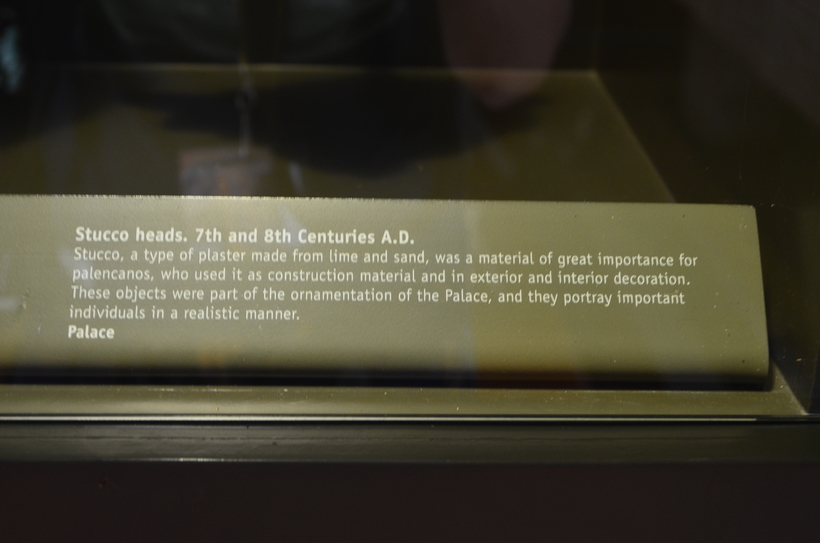 Stucco heads. 7th and 8th Centuries A.D.
Stucco, a type of plaster made from lime and sand, was a material of great importance for
palencanos, who used it as construction material and in exterior and interior decoration.
These objects were part of the ornamentation of the Palace, and they portray important
individuals in a realistic manner.
Palace